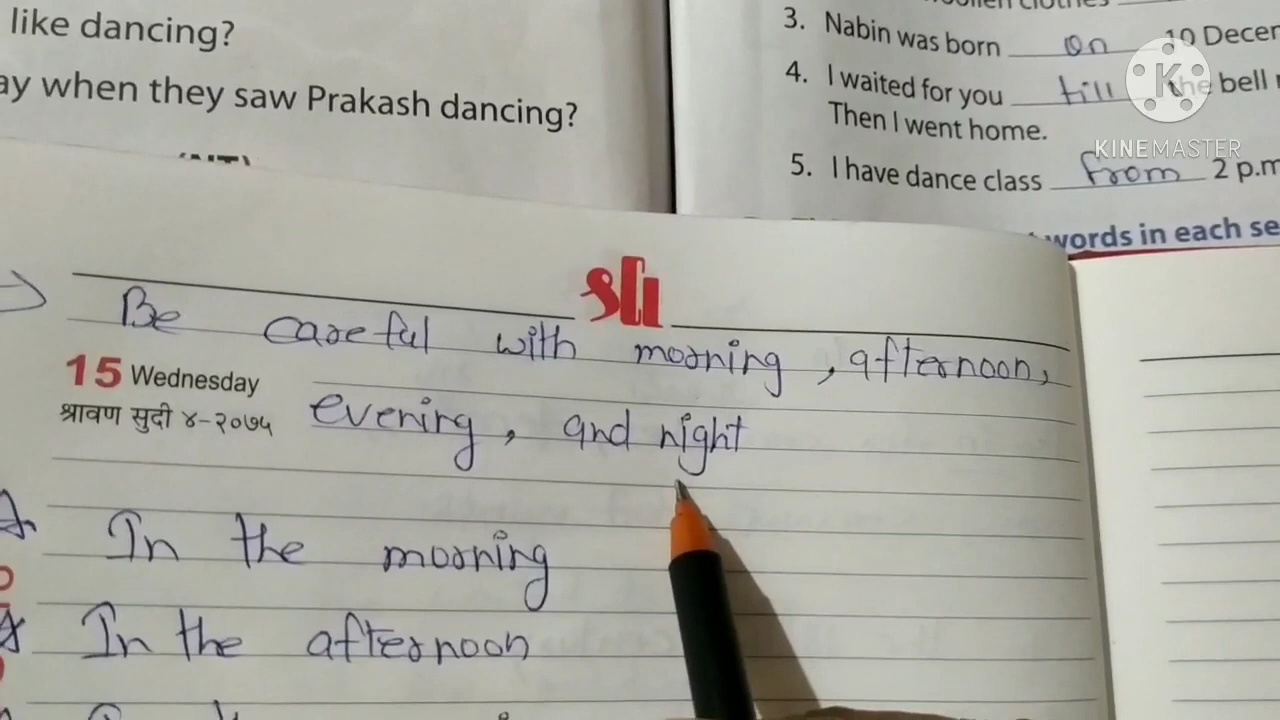 like dancing?
ay when they saw Prakash dancing?
3. Nabin was born on 10 Decem
4. I waited for you till the bell
Then I went home.
5. I have dance class from 2 p.m
words in each se
KINEMASTER
Be careful with morning, afternoon,
15 Wednesday
श्रावण सुदी ४-२०७५
evening, and night
In the morning
In the afternoon